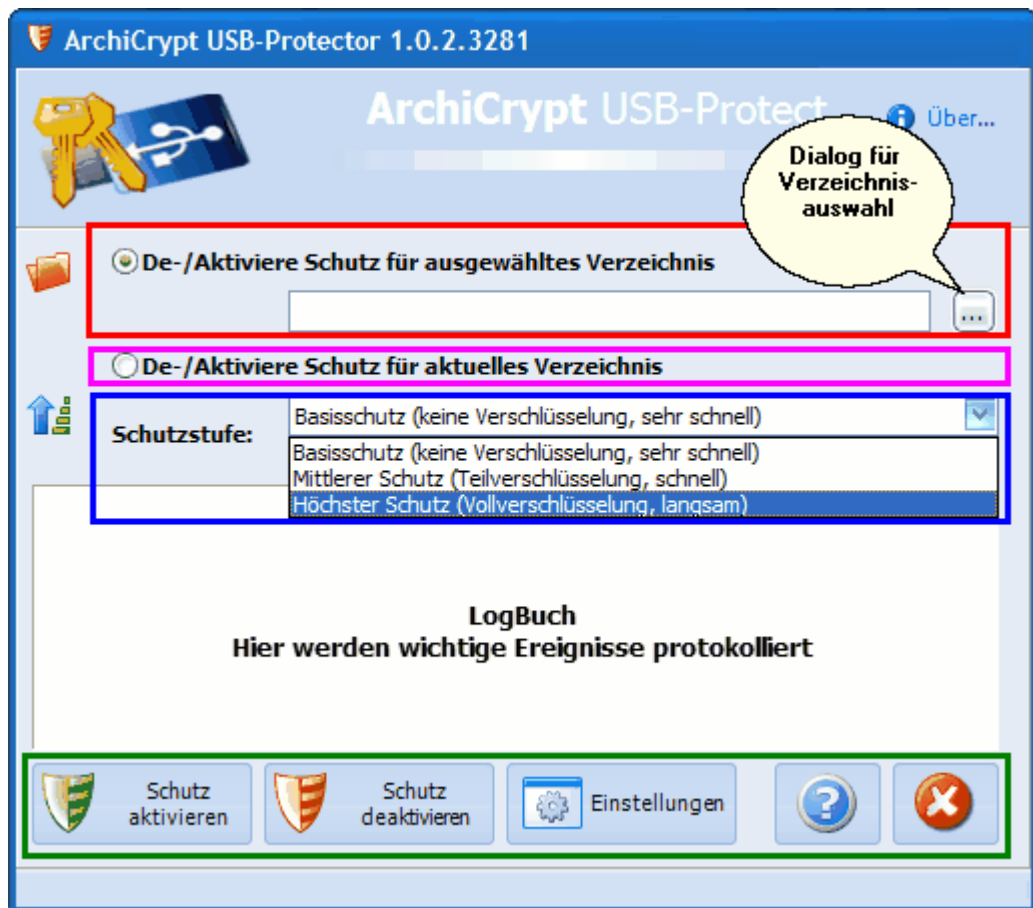 ArchiCrypt USB-Protector 1.0.2.3281
ArchiCrypt USB-Protect
Über...
Dialog für
Verzeichnis-
auswahl
De-/Aktiviere Schutz für ausgewähltes Verzeichnis
...
De-/Aktiviere Schutz für aktuelles Verzeichnis
Schutzstufe:
Basisschutz (keine Verschlüsselung, sehr schnell)
Basisschutz (keine Verschlüsselung, sehr schnell)
Mittlerer Schutz (Teilverschlüsselung, schnell)
Höchster Schutz (Vollverschlüsselung, langsam)
LogBuch
Hier werden wichtige Ereignisse protokolliert
Schutz
aktivieren
Schutz
deaktivieren
Einstellungen